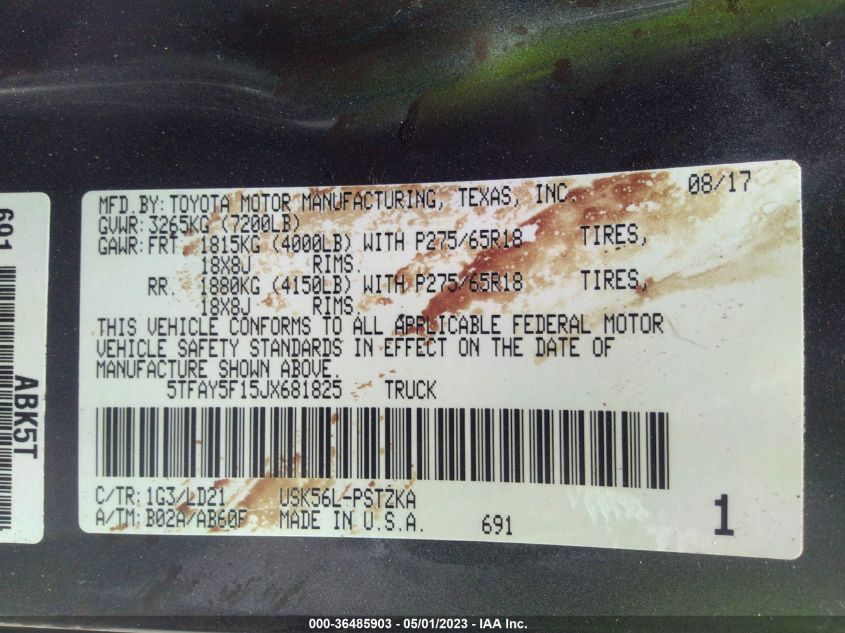 MFD. BY: TOYOTA MOTOR MANUFACTURING, TEXAS, INC. 08/17
GVWR: 3265KG (7200LB)
GAWR: FRT. 1815KG (4000LB) WITH P275/65R18 TIRES,
18X8J RIMS.
RR. 1880KG (4150LB) WITH P275/65R18 TIRES,
18X8J RIMS.
THIS VEHICLE CONFORMS TO ALL APPLICABLE FEDERAL MOTOR
VEHICLE SAFETY STANDARDS IN EFFECT ON THE DATE OF
MANUFACTURE SHOWN ABOVE.
5TFAY5F15JX681825 TRUCK
C/TR: 1G3/LD21 USK56L-PSTZKA
A/TM: B02A/AB60F MADE IN U.S.A. 691 1
601
ABK5T
000-36485903 - 05/01/2023 - IAA Inc.